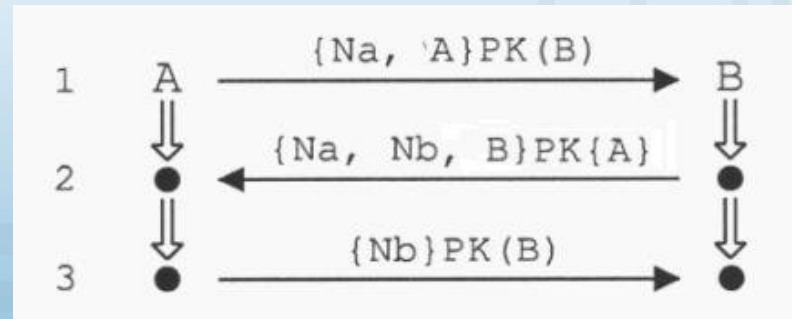 {Na, 'A}PK(B)
1 A B
{Na, Nb, B}PK{A}
2
{Nb}PK(B)
3